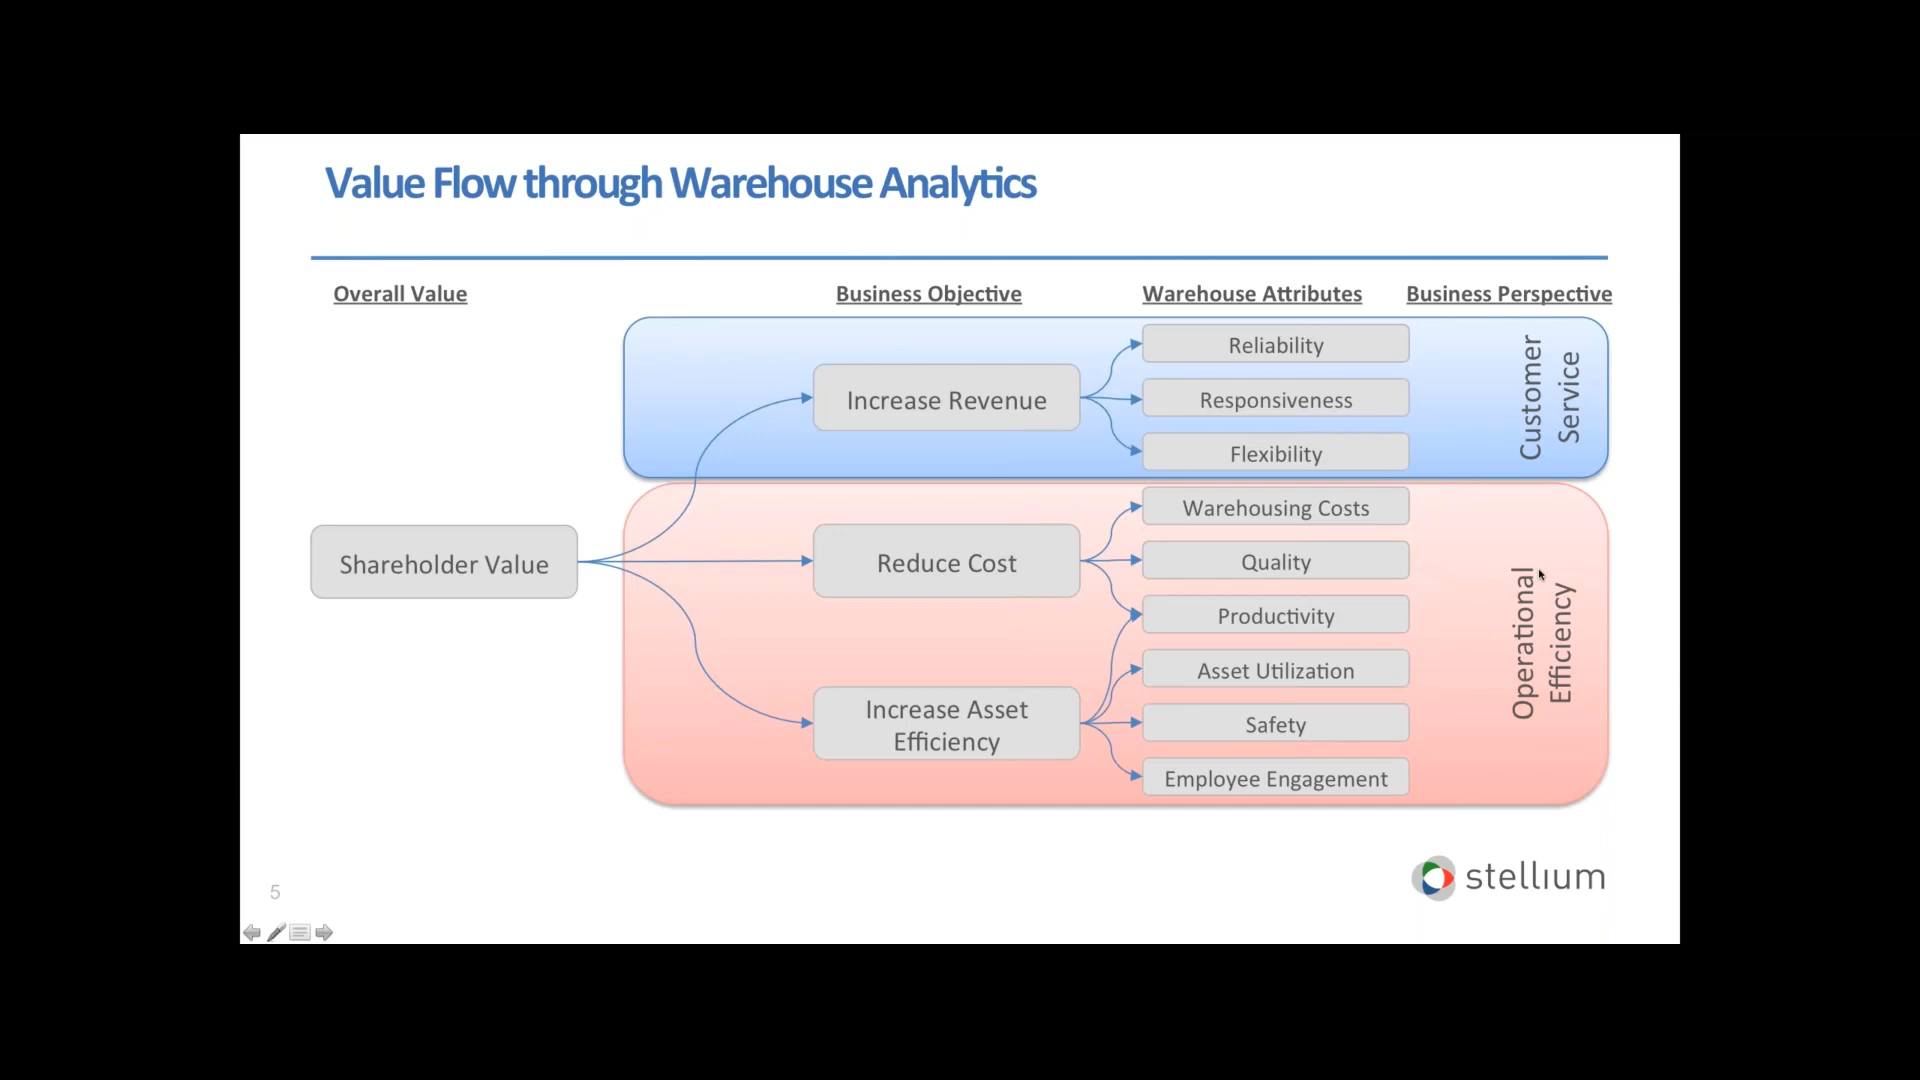 Value Flow through Warehouse Analytics
Overall Value
Business Objective
Warehouse Attributes
Business Perspective
Shareholder Value
Increase Revenue
Reliability
Responsiveness
Flexibility
Customer
Service
Reduce Cost
Warehousing Costs
Quality
Productivity
Increase Asset
Efficiency
Asset Utilization
Safety
Employee Engagement
Operational
Efficiency
stellium
5